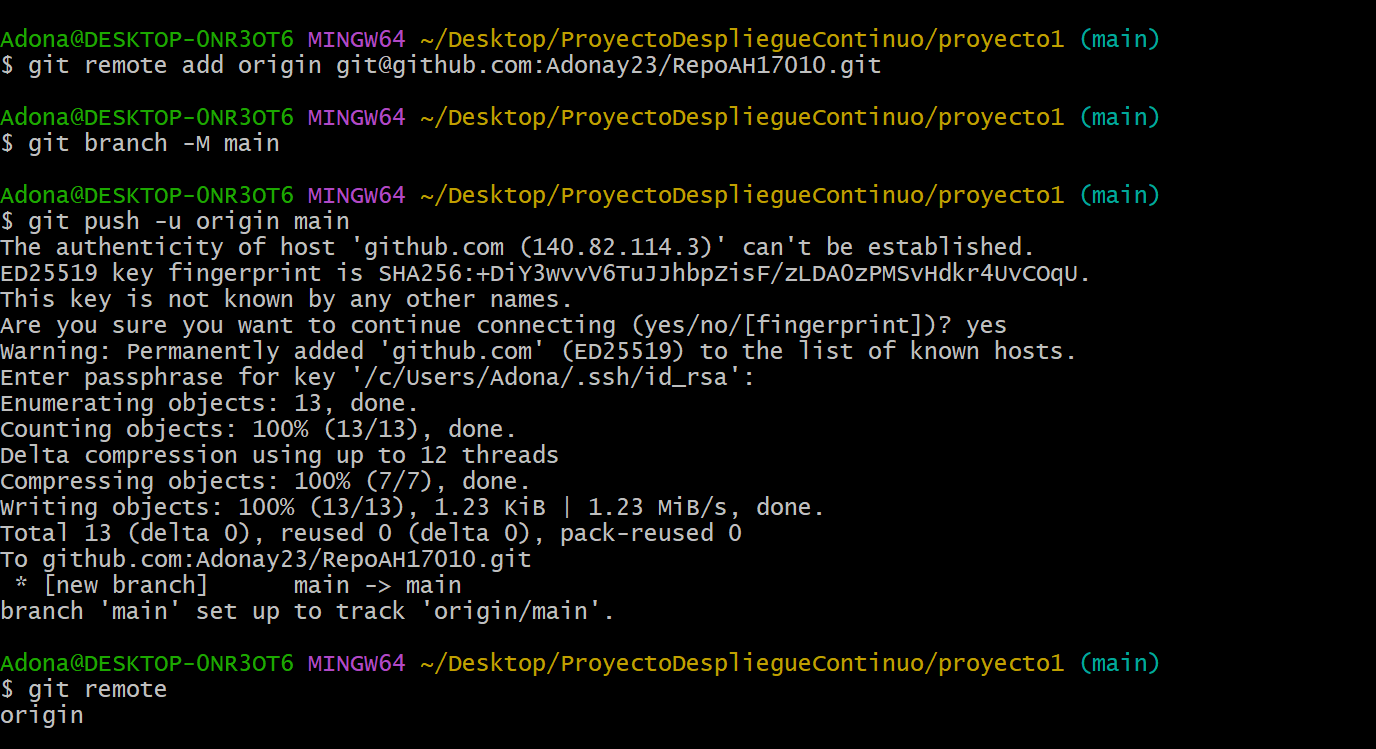 Adona@DESKTOP-0NR3OT6 MINGW64 ~/Desktop/ProyectoDespliegueContinuo/proyecto1 (main)
$ git remote add origin git@github.com:Adonay23/RepoAH17010.git
Adona@DESKTOP-0NR3OT6 MINGW64 ~/Desktop/ProyectoDespliegueContinuo/proyecto1 (main)
$ git branch -M main
Adona@DESKTOP-0NR3OT6 MINGW64 ~/Desktop/ProyectoDespliegueContinuo/proyecto1 (main)
$ git push -u origin main
The authenticity of host 'github.com (140.82.114.3)' can't be established.
ED25519 key fingerprint is SHA256:+DiY3wvvV6TuJJhbpZisF/zLDA0zPMSvHdkr4UvCOqU.
This key is not known by any other names.
Are you sure you want to continue connecting (yes/no/[fingerprint])? yes
Warning: Permanently added 'github.com' (ED25519) to the list of known hosts.
Enter passphrase for key '/c/Users/Adona/.ssh/id_rsa':
Enumerating objects: 13, done.
Counting objects: 100% (13/13), done.
Delta compression using up to 12 threads
Compressing objects: 100% (7/7), done.
Writing objects: 100% (13/13), 1.23 KiB | 1.23 MiB/s, done.
Total 13 (delta 0), reused 0 (delta 0), pack-reused 0
To github.com:Adonay23/RepoAH17010.git
 * [new branch]      main -> main
branch 'main' set up to track 'origin/main'.
Adona@DESKTOP-0NR3OT6 MINGW64 ~/Desktop/ProyectoDespliegueContinuo/proyecto1 (main)
$ git remote
origin